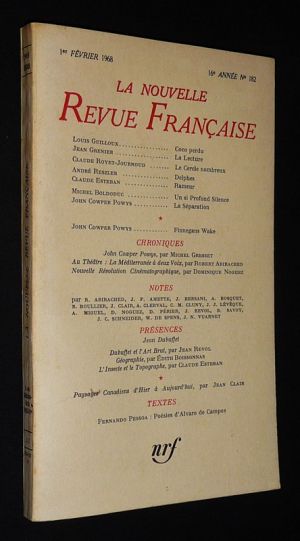 1er FÉVRIER 1968
16e ANNÉE No 182
LA NOUVELLE
REVUE FRANÇAISE
LOUIS GUILLOUX................ Coco perdu
JEAN GRENIER................ La Lecture
CLAUDE ROYET-JOURNOUD........ Le Cercle nombreux
ANDRÉ RESZLER................ Delphes
CLAUDE ESTEBAN................ Rameur
MICHEL BOLDODUC................ Un si Profond Silence
JOHN COWPER POWYS............ La Séparation
*
JOHN COWPER POWYS............ Finnegans Wake
CHRONIQUES
John Cowper Powys, par MICHEL GRESSET
Au Théâtre : La Méditerranée à deux Voix, par ROBERT ABIRACHED
Nouvelle Révolution Cinématographique, par DOMINIQUE NOGUEZ
NOTES
par R. ABIRACHED, J. P. AMETTE, J. BERSANI, A. BOSQUET,
R. BOULLIER, J. CLAIR, A. CLERVAL, C. M. CLUNY, J. J. LÉVÊQUE,
A. MIGUEL, D. NOGUEZ, D. PÉRIER, J. REVOL, B. SAVOY,
J. C. SCHNEIDER, W. DE SPENS, J. N. VUARNET
PRÉSENCES
Jean Dubuffet
Dubuffet et l'Art Brut, par JEAN REVOL
Géographie, par EDITH BOISSONNAS
L'Insecte et le Topographe, par CLAUDE ESTEBAN
*
Paysages Canadiens d'Hier à Aujourd'hui, par JEAN CLAIR
TEXTES
FERNANDO PESSOA : Poésies d'Alvaro de Campos
nrf